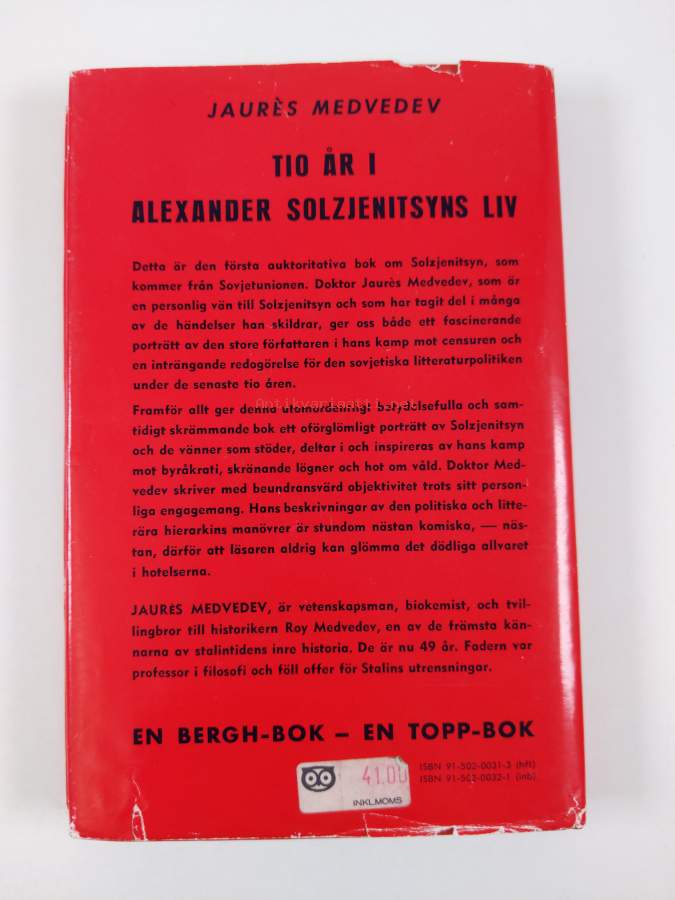 JAURÈS MEDVEDEV
TIO ÅR I
ALEXANDER SOLZJENITSYNS LIV
Detta är den första auktoritativa bok om Solzjenitsyn, som
kommer från Sovjetunionen. Doktor Jaurès Medvedev, som är
en personlig vän till Solzjenitsyn och som har tagit del i många
av de händelser han skildrar, ger oss både ett fascinerande
porträtt av den store författaren i hans kamp mot censuren och
en inträngande redogörelse för den sovjetiska litteraturpolitiken
under de senaste tio åren.
Antikvariaatti.net
Framför allt ger denna utomordentligt betydelsefulla och sam-
tidigt skrämmande bok ett oförglömligt porträtt av Solzjenitsyn
och de vänner som stöder, deltar i och inspireras av hans kamp
mot byråkrati, skränande lögner och hot om våld. Doktor Med-
vedev skriver med beundransvärd objektivitet trots sitt person-
liga engagemang. Hans beskrivningar av den politiska och litte-
rära hierarkins manövrer är stundom nästan komiska, — näs-
tan, därför att läsaren aldrig kan glömma det dödliga allvaret
i hotelserna.
JAURÈS MEDVEDEV, är vetenskapsman, biokemist, och tvil-
lingbror till historikern Roy Medvedev, en av de främsta kän-
narna av stalintidens inre historia. De är nu 49 år. Fadern var
professor i filosofi och föll offer för Stalins utrensningar.
EN BERGH-BOK – EN TOPP-BOK
ISBN 91-502-0031-3 (hft)
ISBN 91-502-0032-1 (inb)
41.00
INKL.MOMS